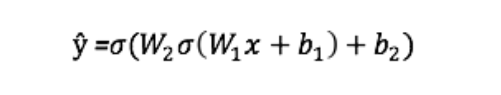 ŷ =σ(W₂σ(W₁x + b₁) + b₂)